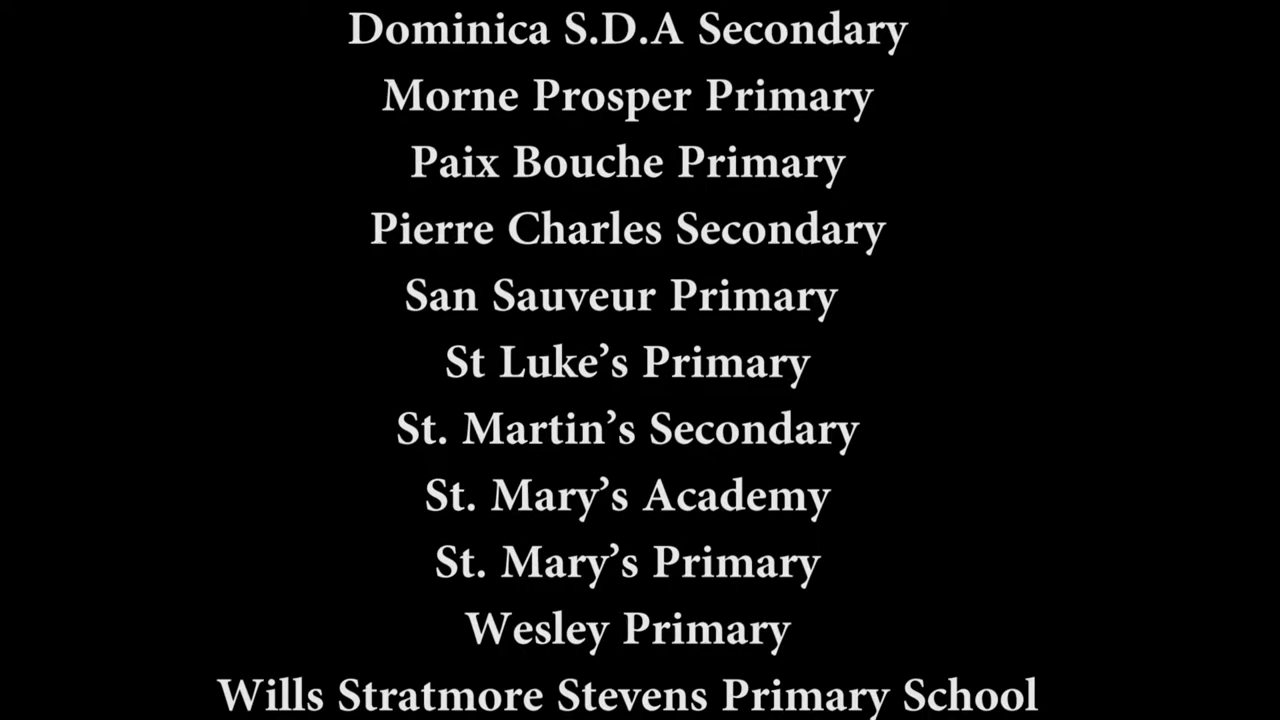 Dominica S.D.A Secondary
Morne Prosper Primary
Paix Bouche Primary
Pierre Charles Secondary
San Sauveur Primary
St Luke’s Primary
St. Martin’s Secondary
St. Mary’s Academy
St. Mary’s Primary
Wesley Primary
Wills Stratmore Stevens Primary School